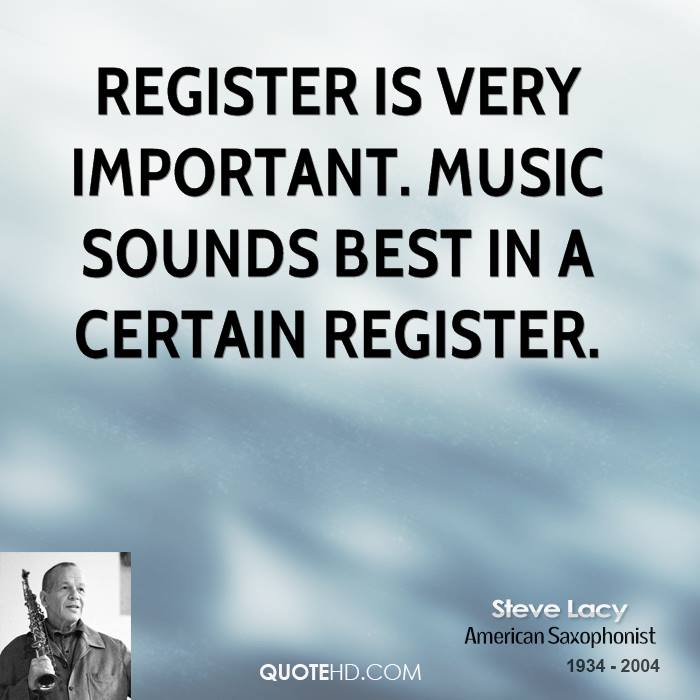 REGISTER IS VERY
IMPORTANT. MUSIC
SOUNDS BEST IN A
CERTAIN REGISTER.
Steve Lacy
American Saxophonist
1934 - 2004
QUOTEHD.COM